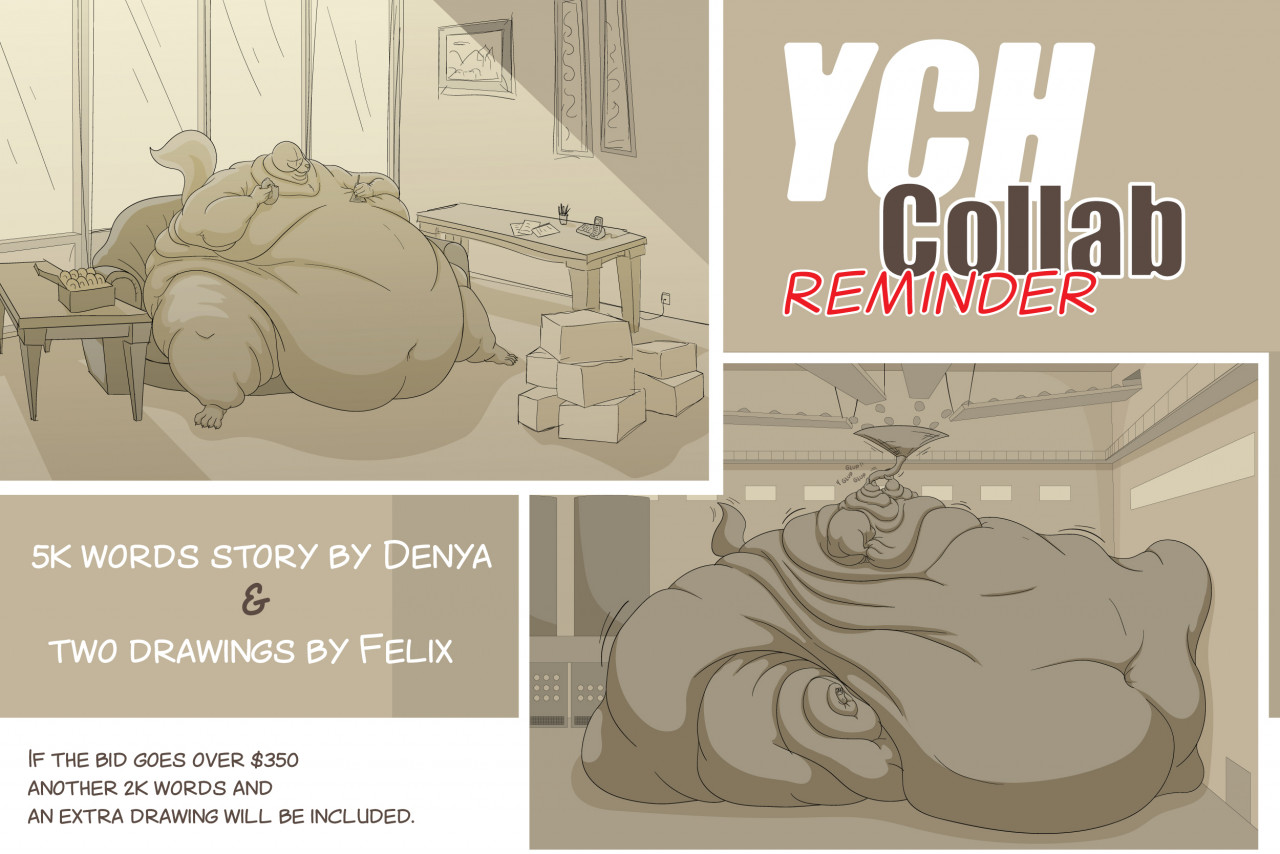 YCH
Collab
REMINDER
5K WORDS STORY BY DENYA
&
TWO DRAWINGS BY FELIX
IF THE BID GOES OVER $350
ANOTHER 2K WORDS AND
AN EXTRA DRAWING WILL BE INCLUDED.